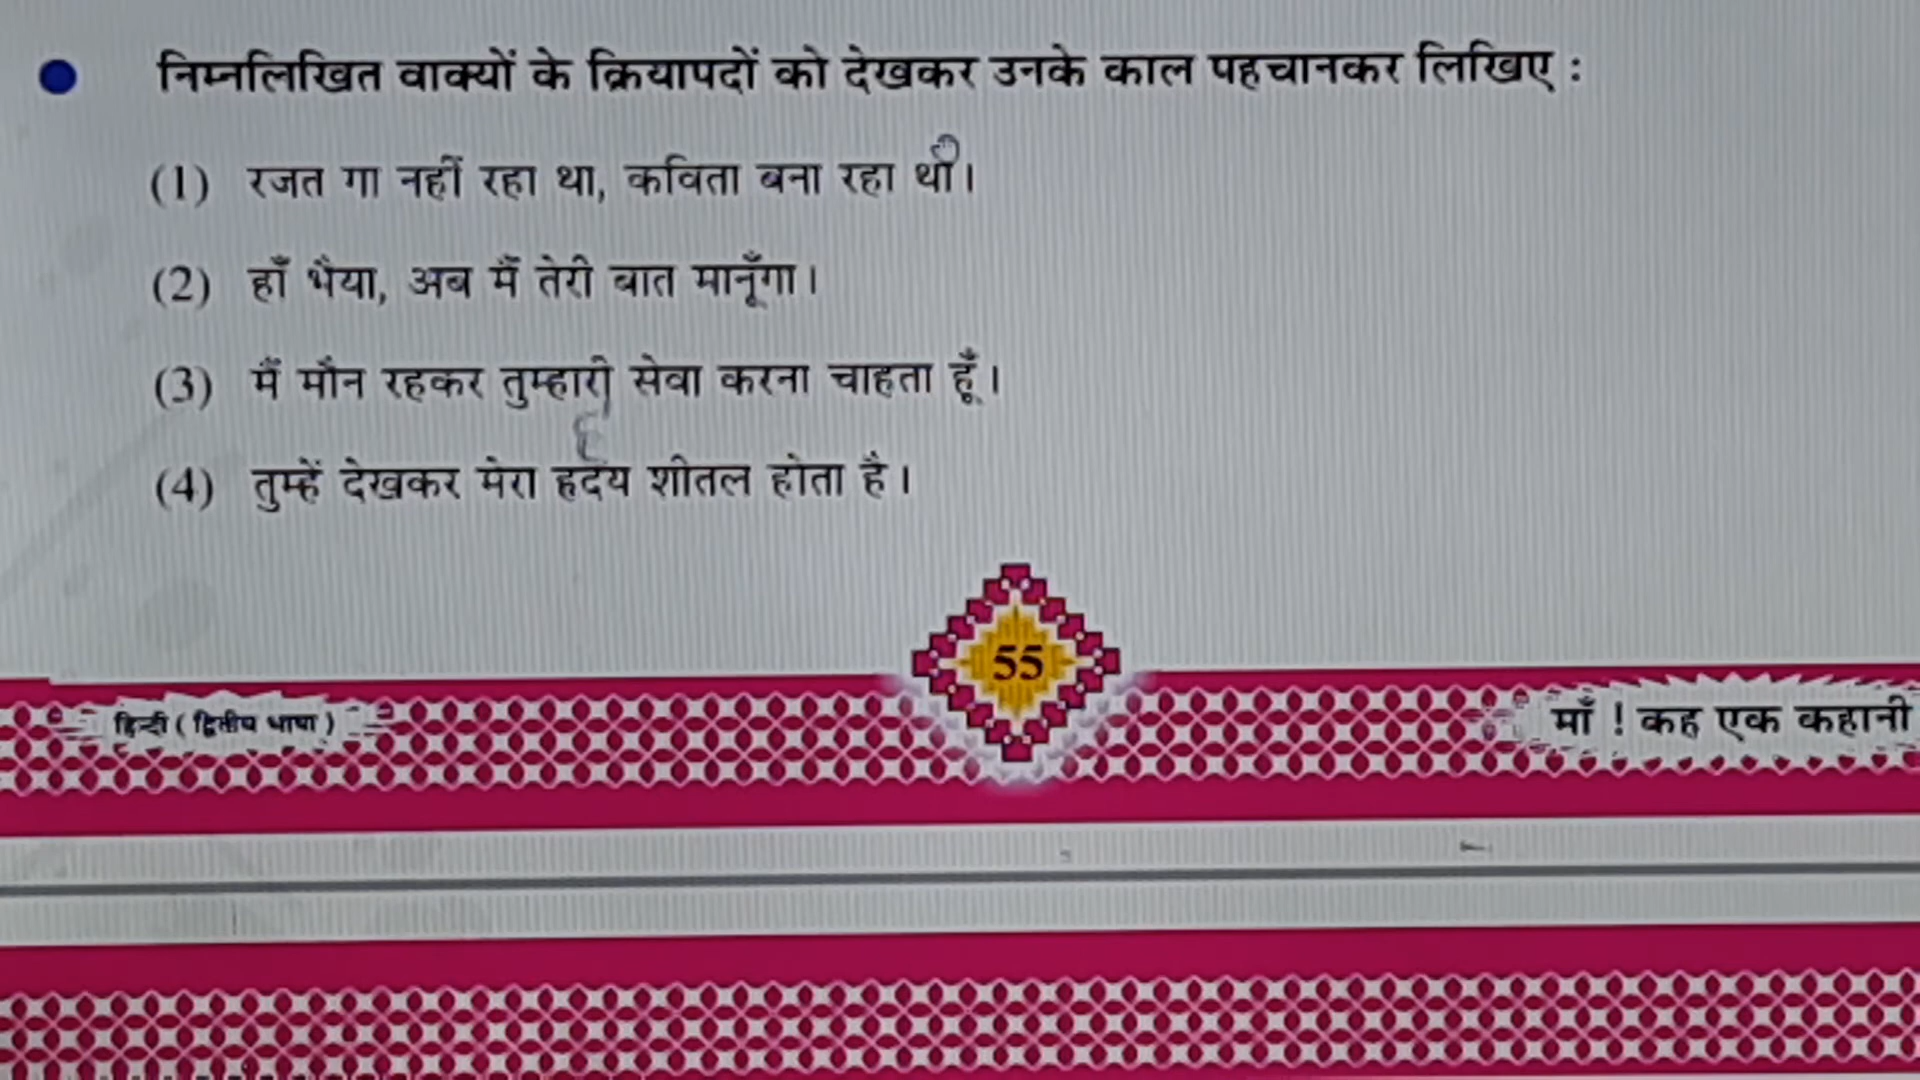 निम्नलिखित वाक्यों के क्रियापदों को देखकर उनके काल पहचानकर लिखिए :
(1) रजत गा नहीं रहा था, कविता बना रहा था।
(2) हाँ भैया, अब मैं तेरी बात मानूँगा।
(3) मैं मौन रहकर तुम्हारी सेवा करना चाहता हूँ।
(4) तुम्हें देखकर मेरा हृदय शीतल होता है।
55
हिन्दी ( द्वितीय भाषा )
माँ ! कह एक कहानी